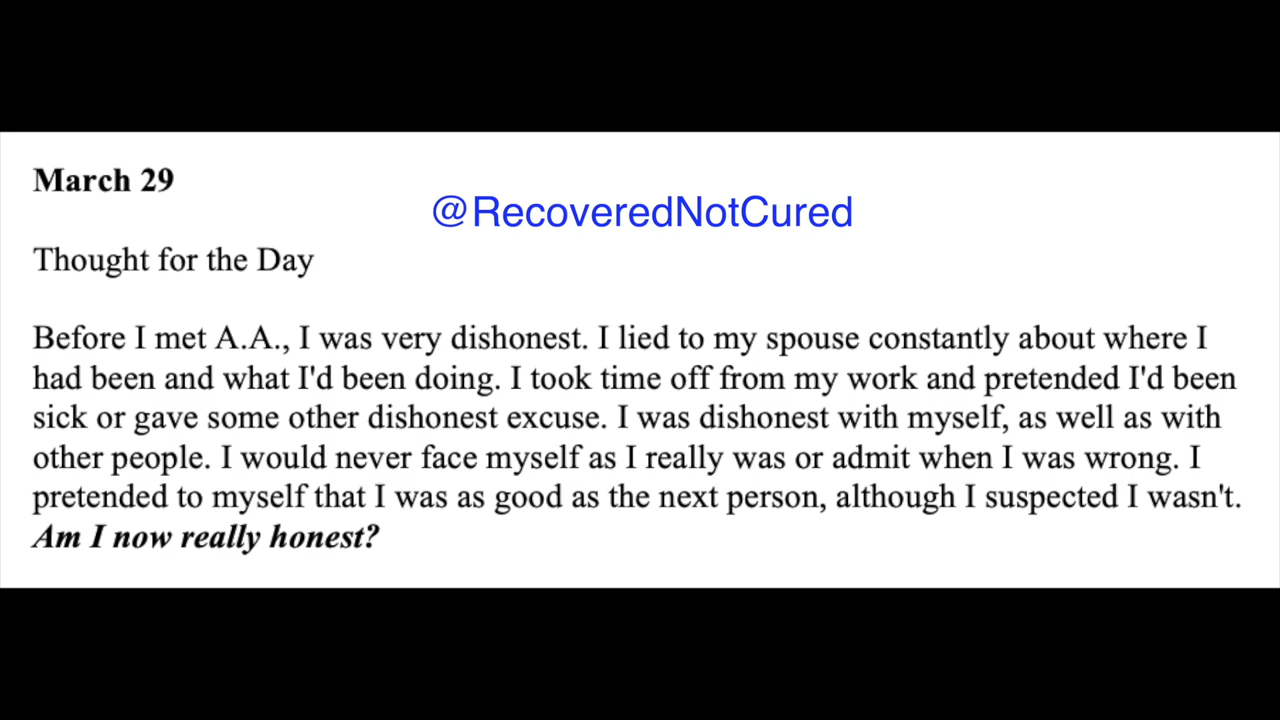 March 29
@RecoveredNotCured
Thought for the Day
Before I met A.A., I was very dishonest. I lied to my spouse constantly about where I
had been and what I'd been doing. I took time off from my work and pretended I'd been
sick or gave some other dishonest excuse. I was dishonest with myself, as well as with
other people. I would never face myself as I really was or admit when I was wrong. I
pretended to myself that I was as good as the next person, although I suspected I wasn't.
Am I now really honest?